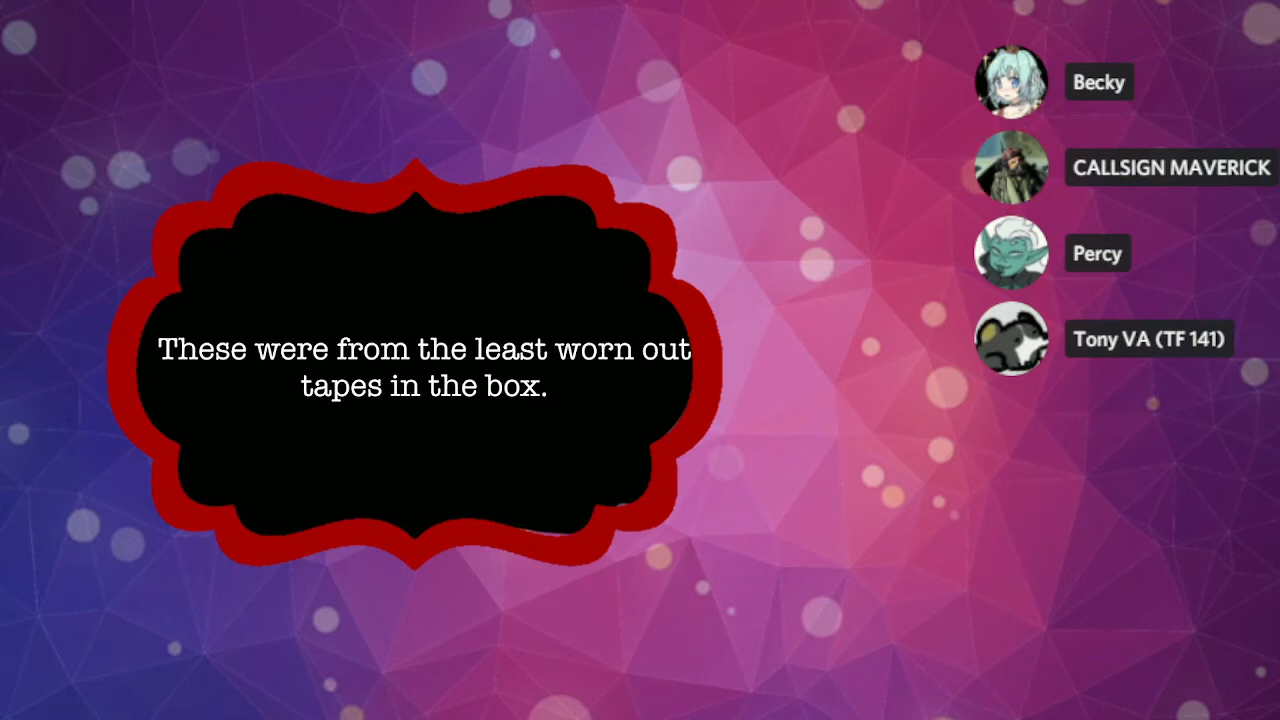 These were from the least worn out
tapes in the box.
Becky
CALLSIGN MAVERICK
Percy
Tony VA (TF 141)